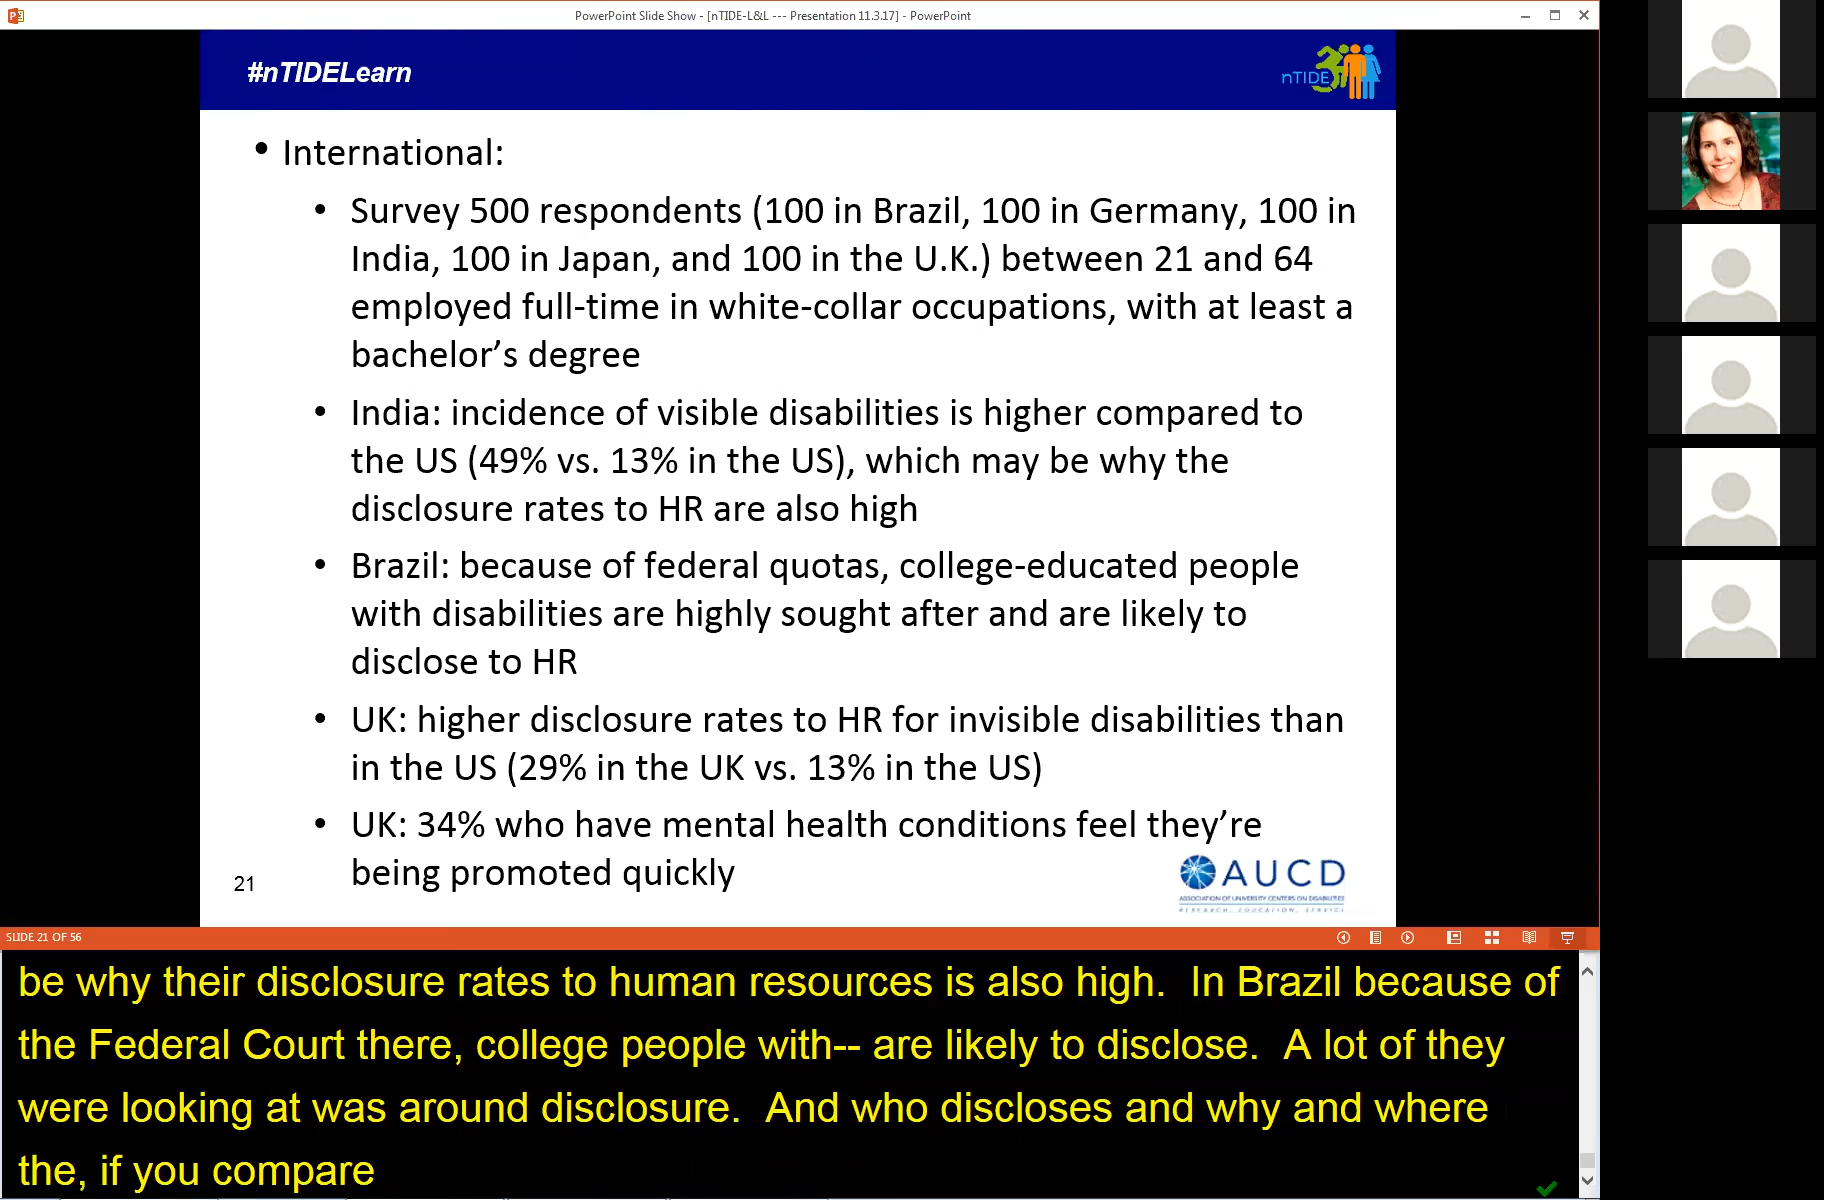 PowerPoint Slide Show - [nTIDE-L&L --- Presentation 11.3.17] - PowerPoint
#nTIDELearn
nTIDE
• International:
• Survey 500 respondents (100 in Brazil, 100 in Germany, 100 in
India, 100 in Japan, and 100 in the U.K.) between 21 and 64
employed full-time in white-collar occupations, with at least a
bachelor’s degree
• India: incidence of visible disabilities is higher compared to
the US (49% vs. 13% in the US), which may be why the
disclosure rates to HR are also high
• Brazil: because of federal quotas, college-educated people
with disabilities are highly sought after and are likely to
disclose to HR
• UK: higher disclosure rates to HR for invisible disabilities than
in the US (29% in the UK vs. 13% in the US)
• UK: 34% who have mental health conditions feel they’re
being promoted quickly
21
AUCD
ASSOCIATION OF UNIVERSITY CENTERS ON DISABILITIES
RESEARCH, EDUCATION, SERVICE
SLIDE 21 OF 56
be why their disclosure rates to human resources is also high.  In Brazil because of
the Federal Court there, college people with-- are likely to disclose.  A lot of they
were looking at was around disclosure.  And who discloses and why and where
the, if you compare